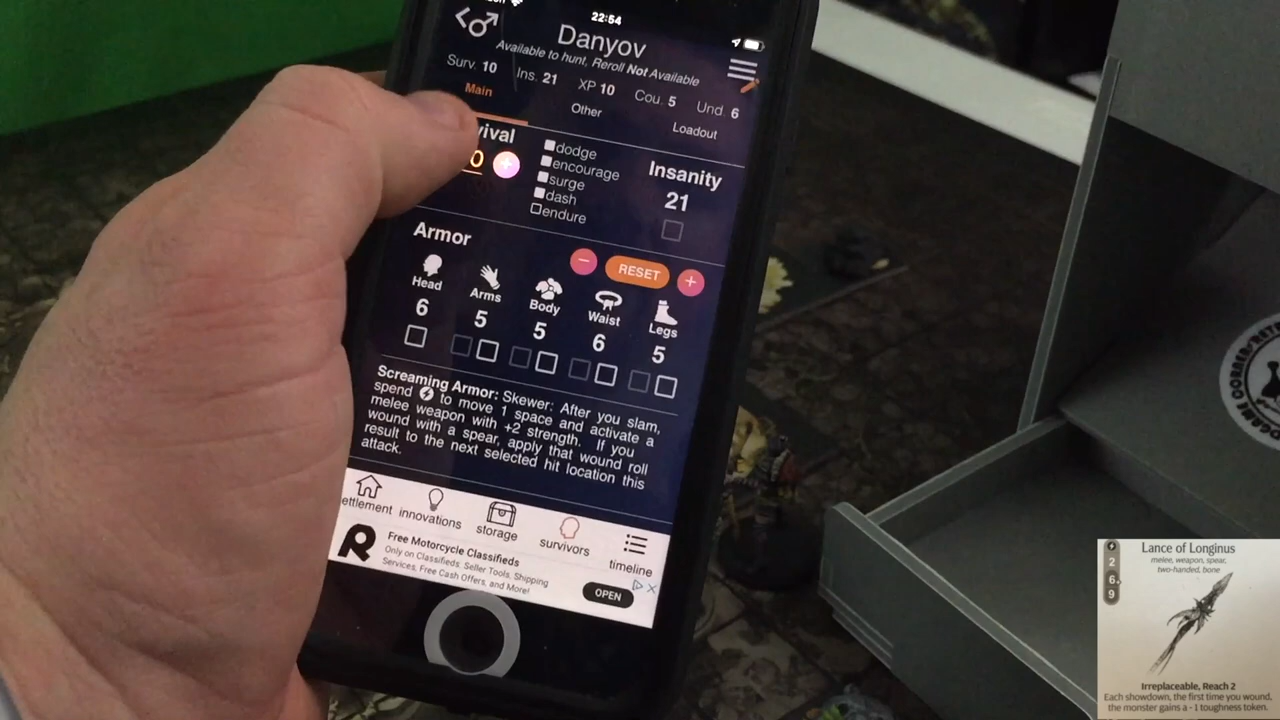 22:54
Danyov
Available to hunt, Reroll Not Available
Surv. 10 Ins. 21 XP 10 Cou. 5 Und. 6
Main Other Loadout
vival
0 +
dodge
encourage
surge
dash
endure
Insanity
21
Armor
− RESET +
Head Arms Body Waist Legs
6 5 5 6 5
Screaming Armor: Skewer: After you slam,
spend to move 1 space and activate a
melee weapon with +2 strength. If you
wound with a spear, apply that wound roll
result to the next selected hit location this
attack.
ettlement innovations storage survivors timeline
R
Free Motorcycle Classifieds
Only on Classifieds. Seller Tools, Shipping
Services, Free Cash Offers, and More!
OPEN
Lance of Longinus
melee, weapon, spear,
two-handed, bone
2
6
9
Irreplaceable, Reach 2
Each showdown, the first time you wound,
the monster gains a - 1 toughness token.